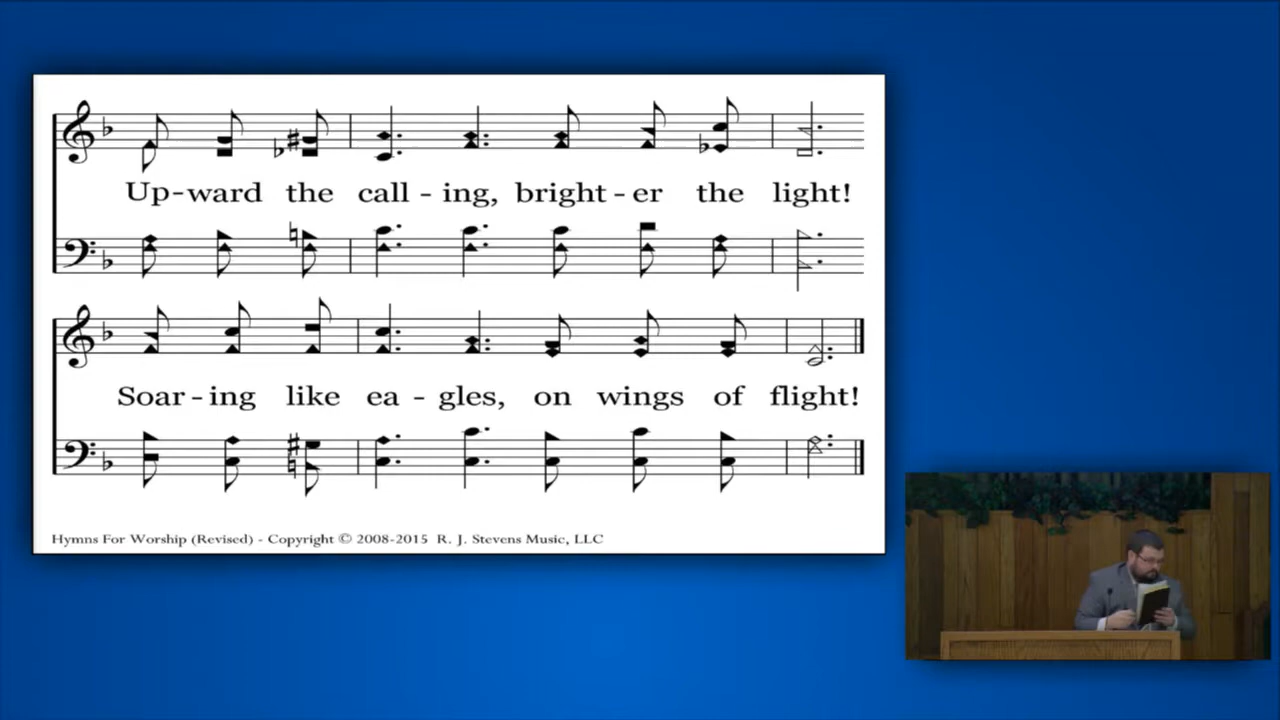 Up-ward the call - ing, bright - er the light!
Soar - ing like ea - gles, on wings of flight!
Hymns For Worship (Revised) - Copyright © 2008-2015 R. J. Stevens Music, LLC